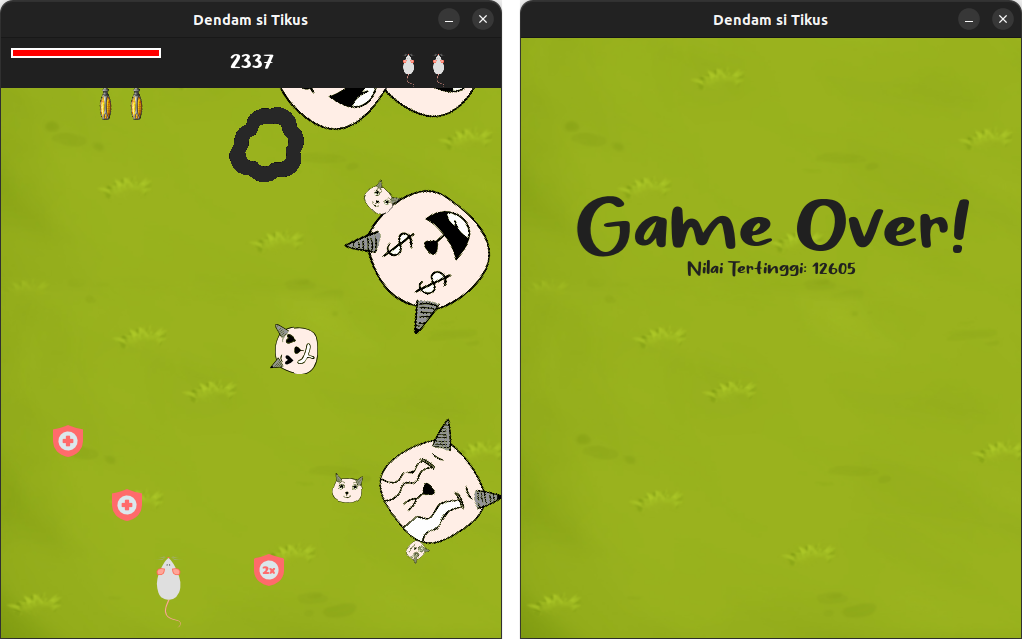 Dendam si Tikus
2337
2x
Dendam si Tikus
Game Over!
Nilai Tertinggi: 12605